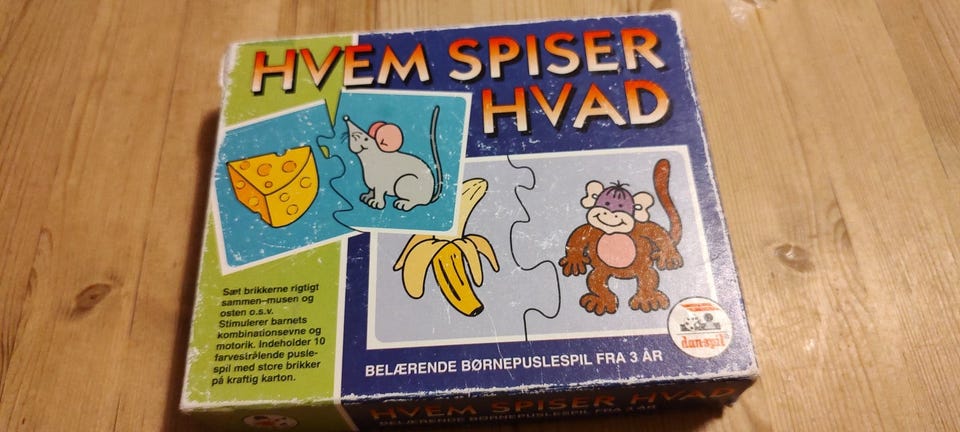 HVEM SPISER
HVAD
Sæt brikkerne rigtigt
sammen–musen og
osten o.s.v.
Stimulerer barnets
kombinationsevne og
motorik. Indeholder 10
farvestrålende pusle-
spil med store brikker
på kraftig karton.
BELÆRENDE BØRNEPUSLESPIL FRA 3 ÅR
dan-spil
HVEM SPISER HVAD
BELÆRENDE BØRNEPUSLESPIL FRA 3 ÅR